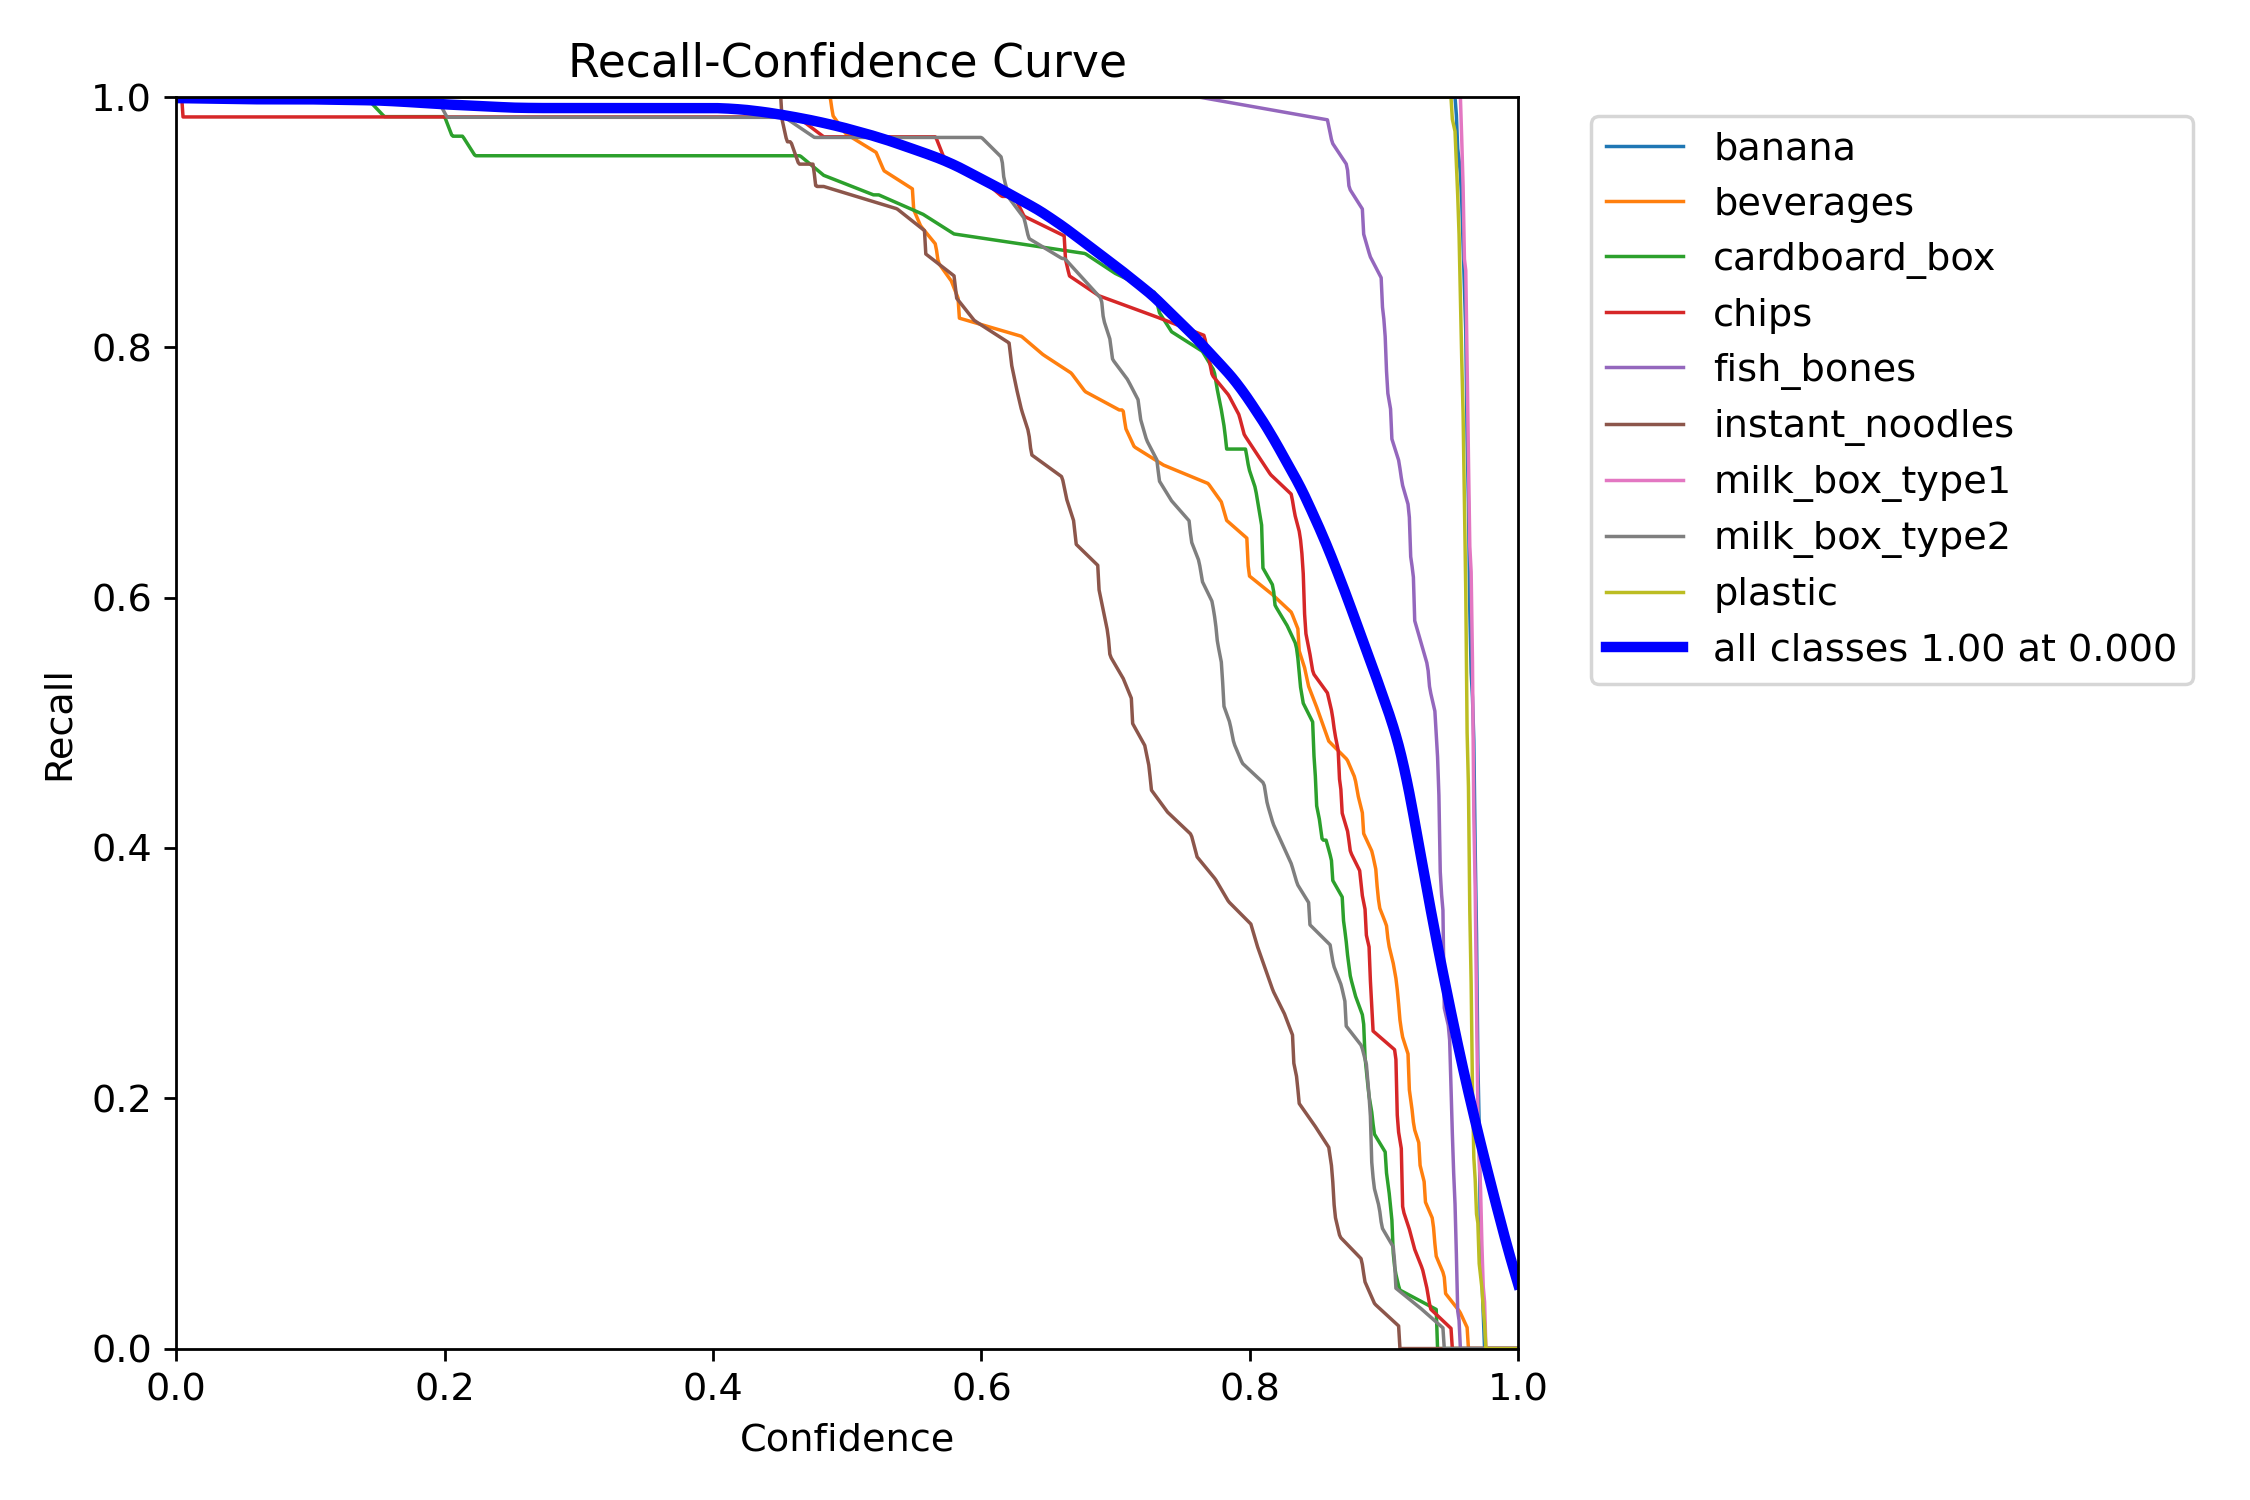 Recall-Confidence Curve
1.0
0.8
0.6
0.4
0.2
0.0
Recall
0.0 0.2 0.4 0.6 0.8 1.0
Confidence
banana
beverages
cardboard_box
chips
fish_bones
instant_noodles
milk_box_type1
milk_box_type2
plastic
all classes 1.00 at 0.000